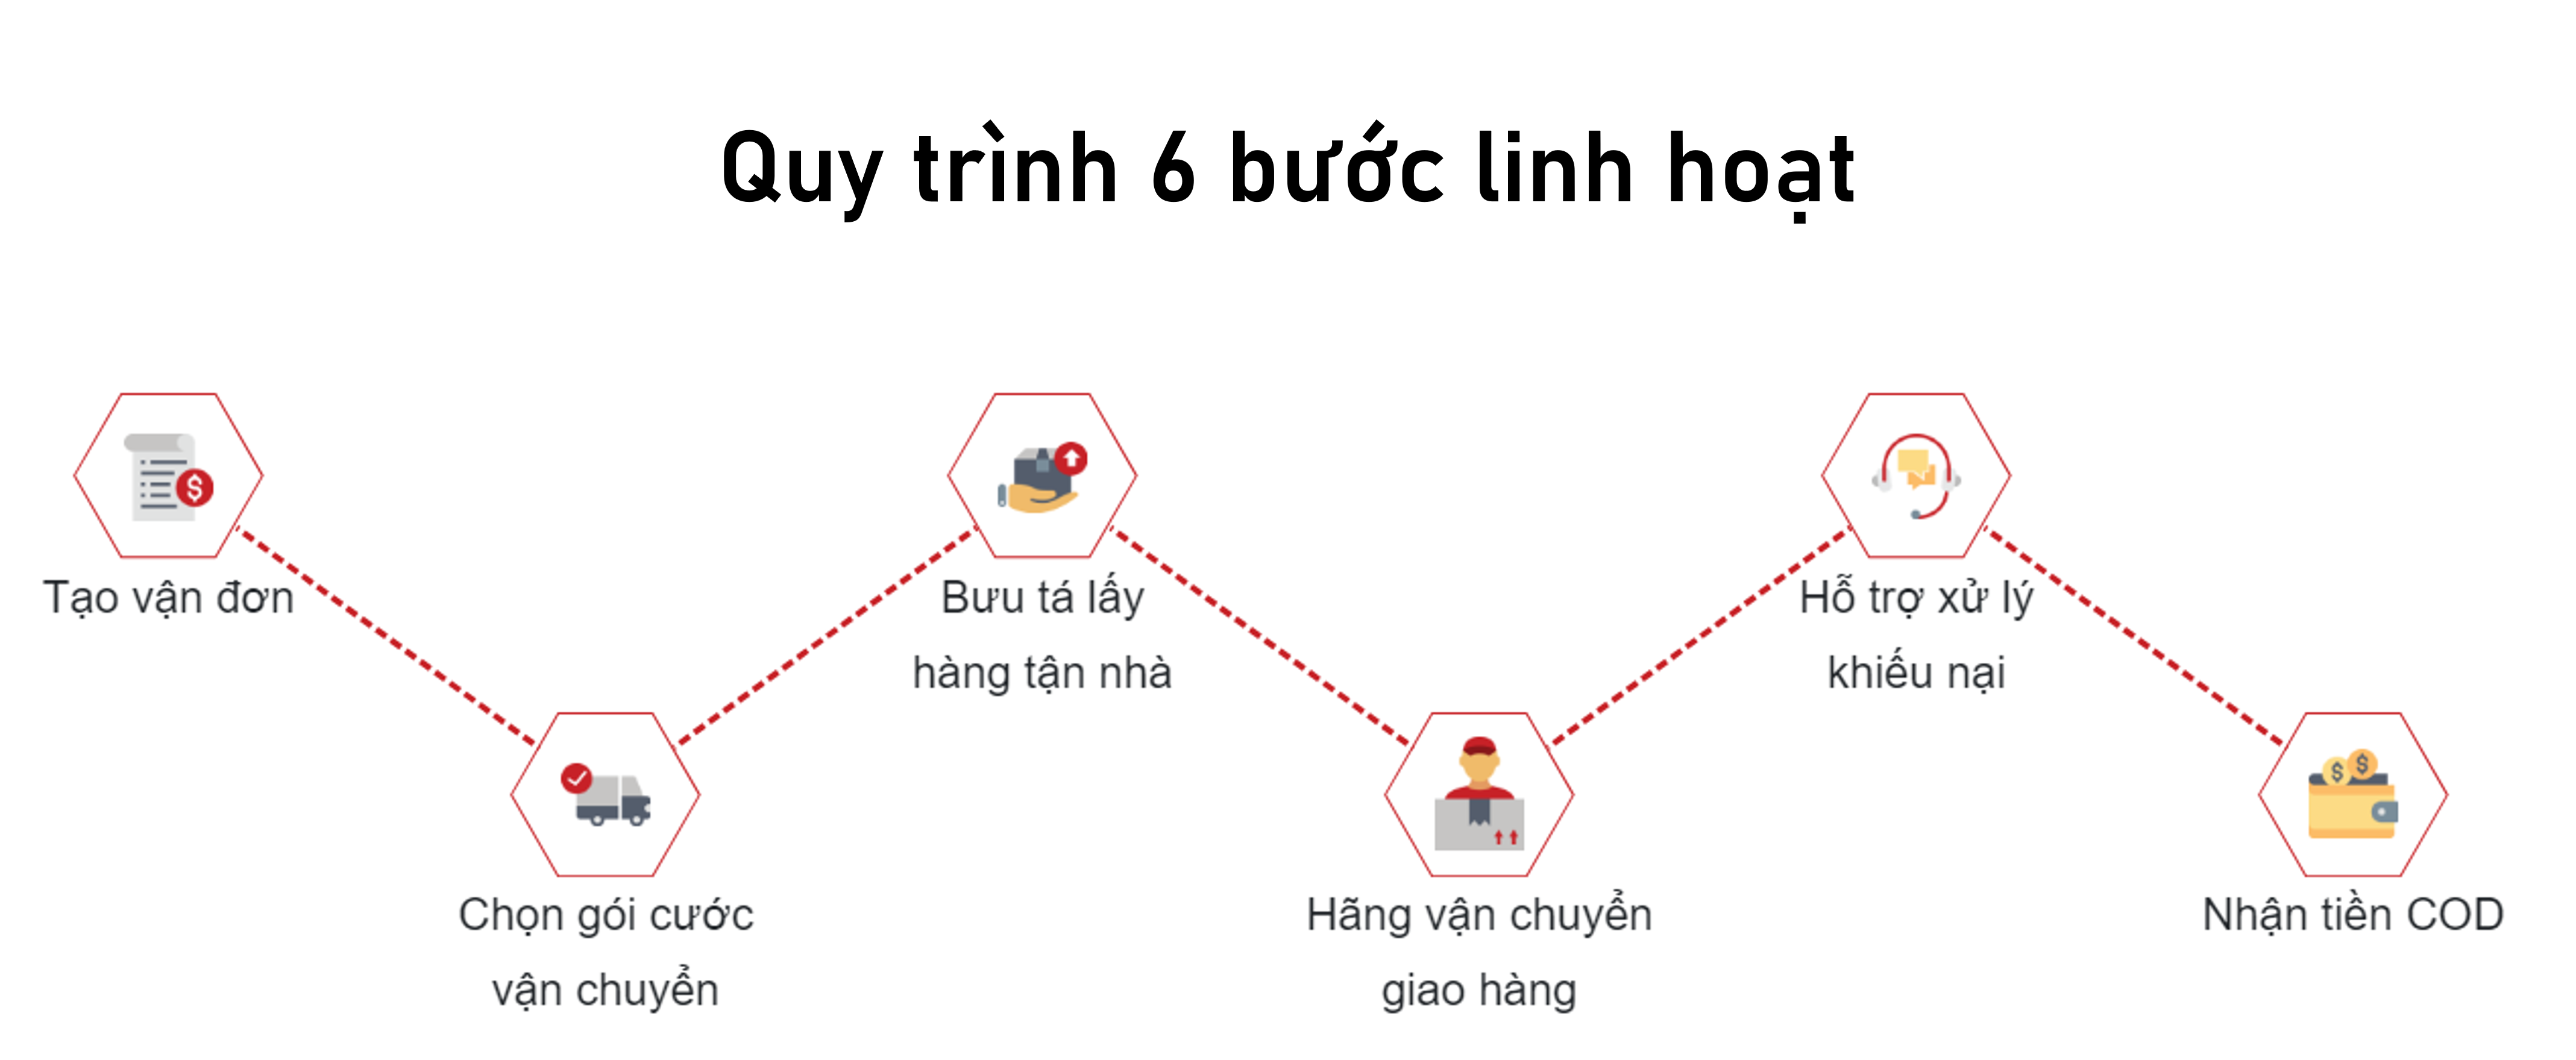 Quy trình 6 bước linh hoạt
Tạo vận đơn
Chọn gói cước
vận chuyển
Bưu tá lấy
hàng tận nhà
Hãng vận chuyển
giao hàng
Hỗ trợ xử lý
khiếu nại
Nhận tiền COD